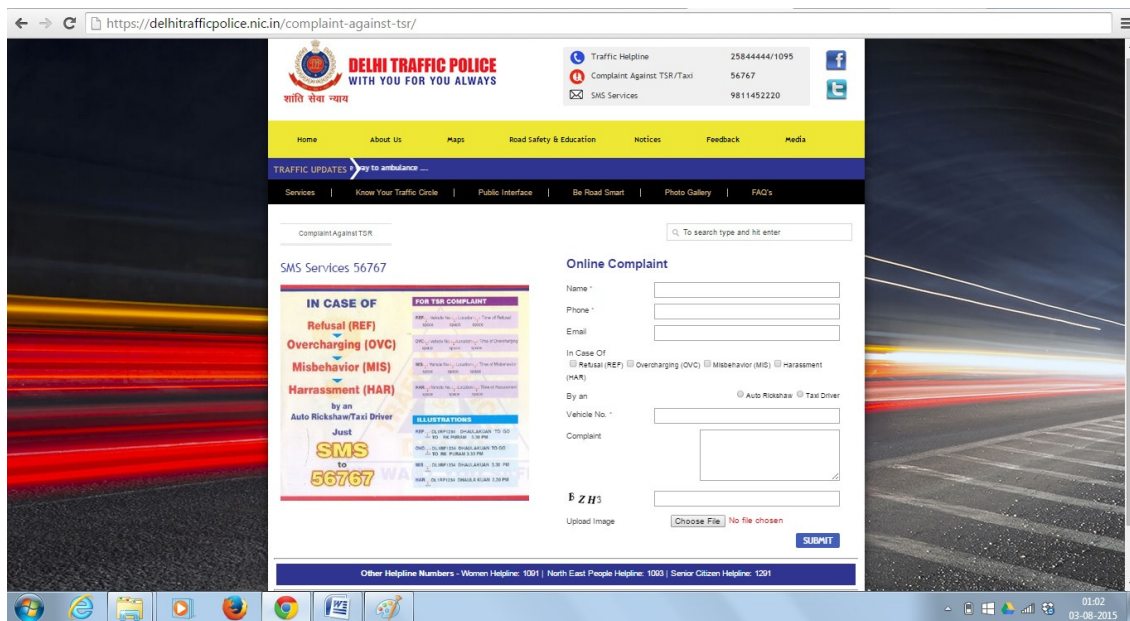 https://delhitrafficpolice.nic.in/complaint-against-tsr/
DELHI TRAFFIC POLICE
WITH YOU FOR YOU ALWAYS
शांति सेवा न्याय
Traffic Helpline 25844444/1095
Complaint Against TSR/Taxi 56767
SMS Services 9811452220
Home About Us Maps Road Safety & Education Notices Feedback Media
TRAFFIC UPDATES way to ambulance ....
Services | Know Your Traffic Circle | Public Interface | Be Road Smart | Photo Gallery | FAQ's
Complaint Against TSR
To search type and hit enter
SMS Services 56767
IN CASE OF
Refusal (REF)
Overcharging (OVC)
Misbehavior (MIS)
Harrassment (HAR)
by an
Auto Rickshaw/Taxi Driver
Just
SMS
to
56767
FOR TSR COMPLAINT
ILLUSTRATIONS
Online Complaint
Name *
Phone *
Email
In Case Of
Refusal (REF) Overcharging (OVC) Misbehavior (MIS) Harassment
(HAR)
By an Auto Rickshaw Taxi Driver
Vehicle No. *
Complaint
B Z H 3
Upload Image Choose File No file chosen
SUBMIT
Other Helpline Numbers - Women Helpline: 1091 | North East People Helpline: 1093 | Senior Citizen Helpline: 1291
01:02
03-08-2015